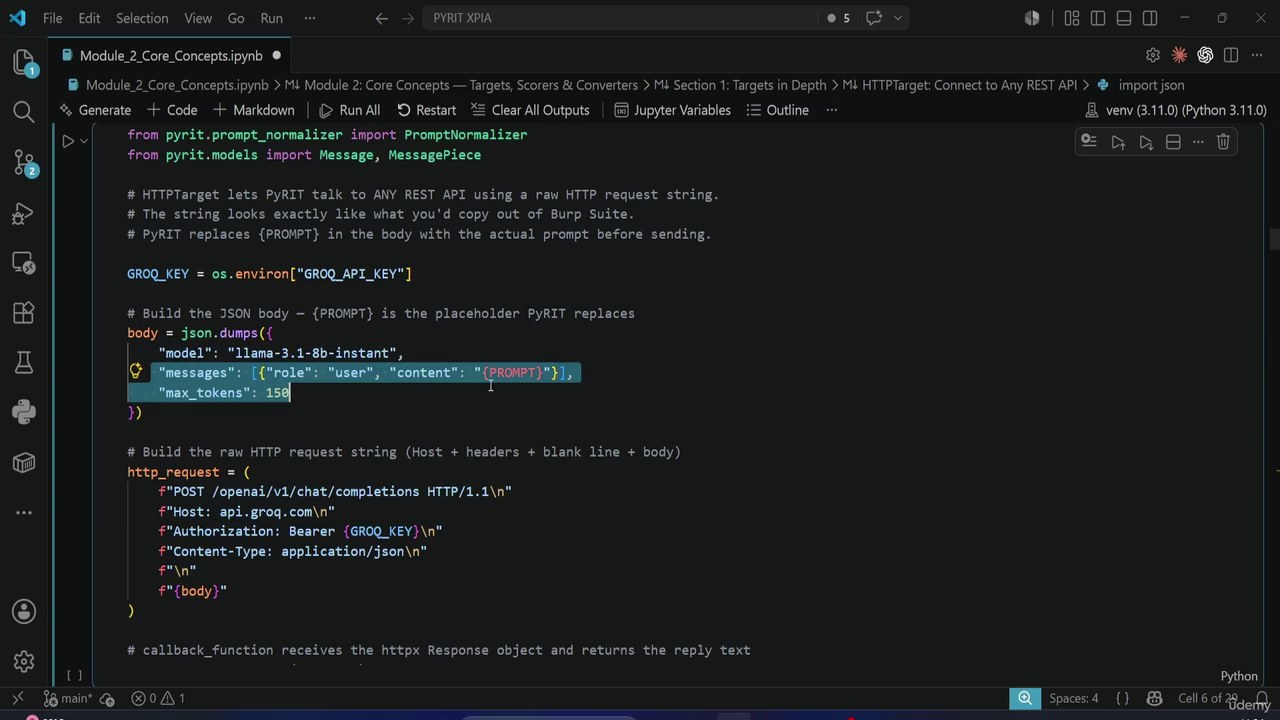 File Edit Selection View Go Run ··· PYRIT XPIA 5
Module_2_Core_Concepts.ipynb
Module_2_Core_Concepts.ipynb > M↓ Module 2: Core Concepts — Targets, Scorers & Converters > M↓ Section 1: Targets in Depth > M↓ HTTPTarget: Connect to Any REST API > import json
Generate + Code + Markdown Run All Restart Clear All Outputs Jupyter Variables Outline ··· venv (3.11.0) (Python 3.11.0)
1
2
from pyrit.prompt_normalizer import PromptNormalizer
from pyrit.models import Message, MessagePiece
# HTTPTarget lets PyRIT talk to ANY REST API using a raw HTTP request string.
# The string looks exactly like what you'd copy out of Burp Suite.
# PyRIT replaces {PROMPT} in the body with the actual prompt before sending.
GROQ_KEY = os.environ["GROQ_API_KEY"]
# Build the JSON body — {PROMPT} is the placeholder PyRIT replaces
body = json.dumps({
"model": "llama-3.1-8b-instant",
"messages": [{"role": "user", "content": "{PROMPT}"}],
"max_tokens": 150
})
# Build the raw HTTP request string (Host + headers + blank line + body)
http_request = (
f"POST /openai/v1/chat/completions HTTP/1.1\n"
f"Host: api.groq.com\n"
f"Authorization: Bearer {GROQ_KEY}\n"
f"Content-Type: application/json\n"
f"\n"
f"{body}"
)
# callback_function receives the httpx Response object and returns the reply text
[ ] Python
main* 0 1 Spaces: 4 { } Cell 6 of 29
udemy